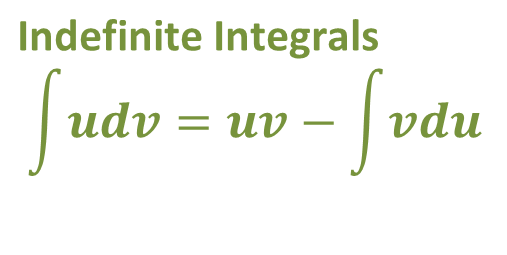 Indefinite Integrals
∫udv = uv − ∫vdu